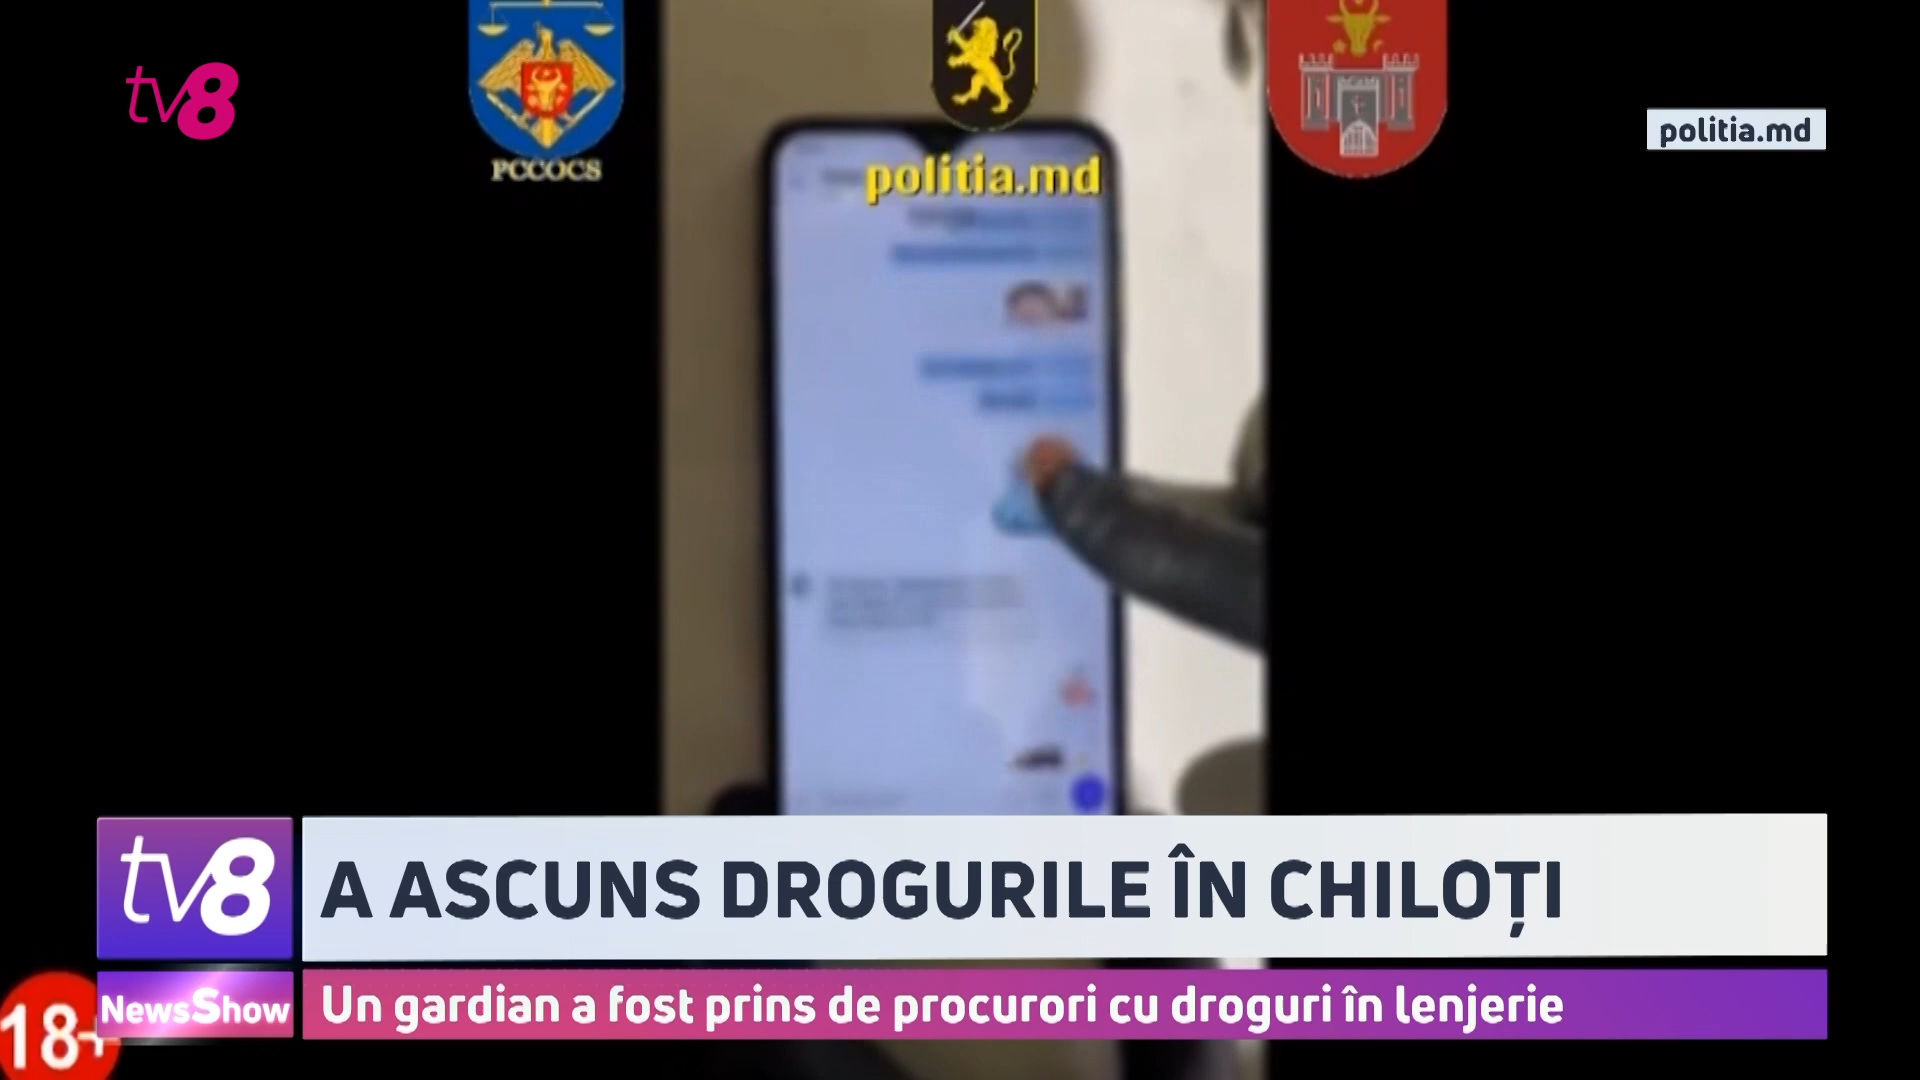 tv8
PCCOCS
politia.md
politia.md
tv8
A ASCUNS DROGURILE ÎN CHILOȚI
NewsShow
Un gardian a fost prins de procurori cu droguri în lenjerie
18+